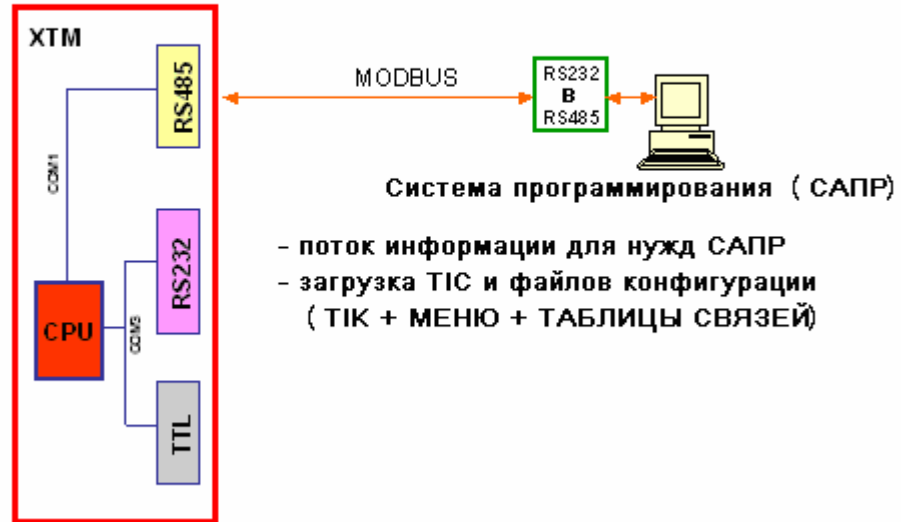 XTM
RS485
MODBUS
RS232
В
RS485
COM1
Система программирования ( САПР)
- поток информации для нужд САПР
- загрузка TIC и файлов конфигурации
( TIK + МЕНЮ + ТАБЛИЦЫ СВЯЗЕЙ)
RS232
CPU
COM3
TTL